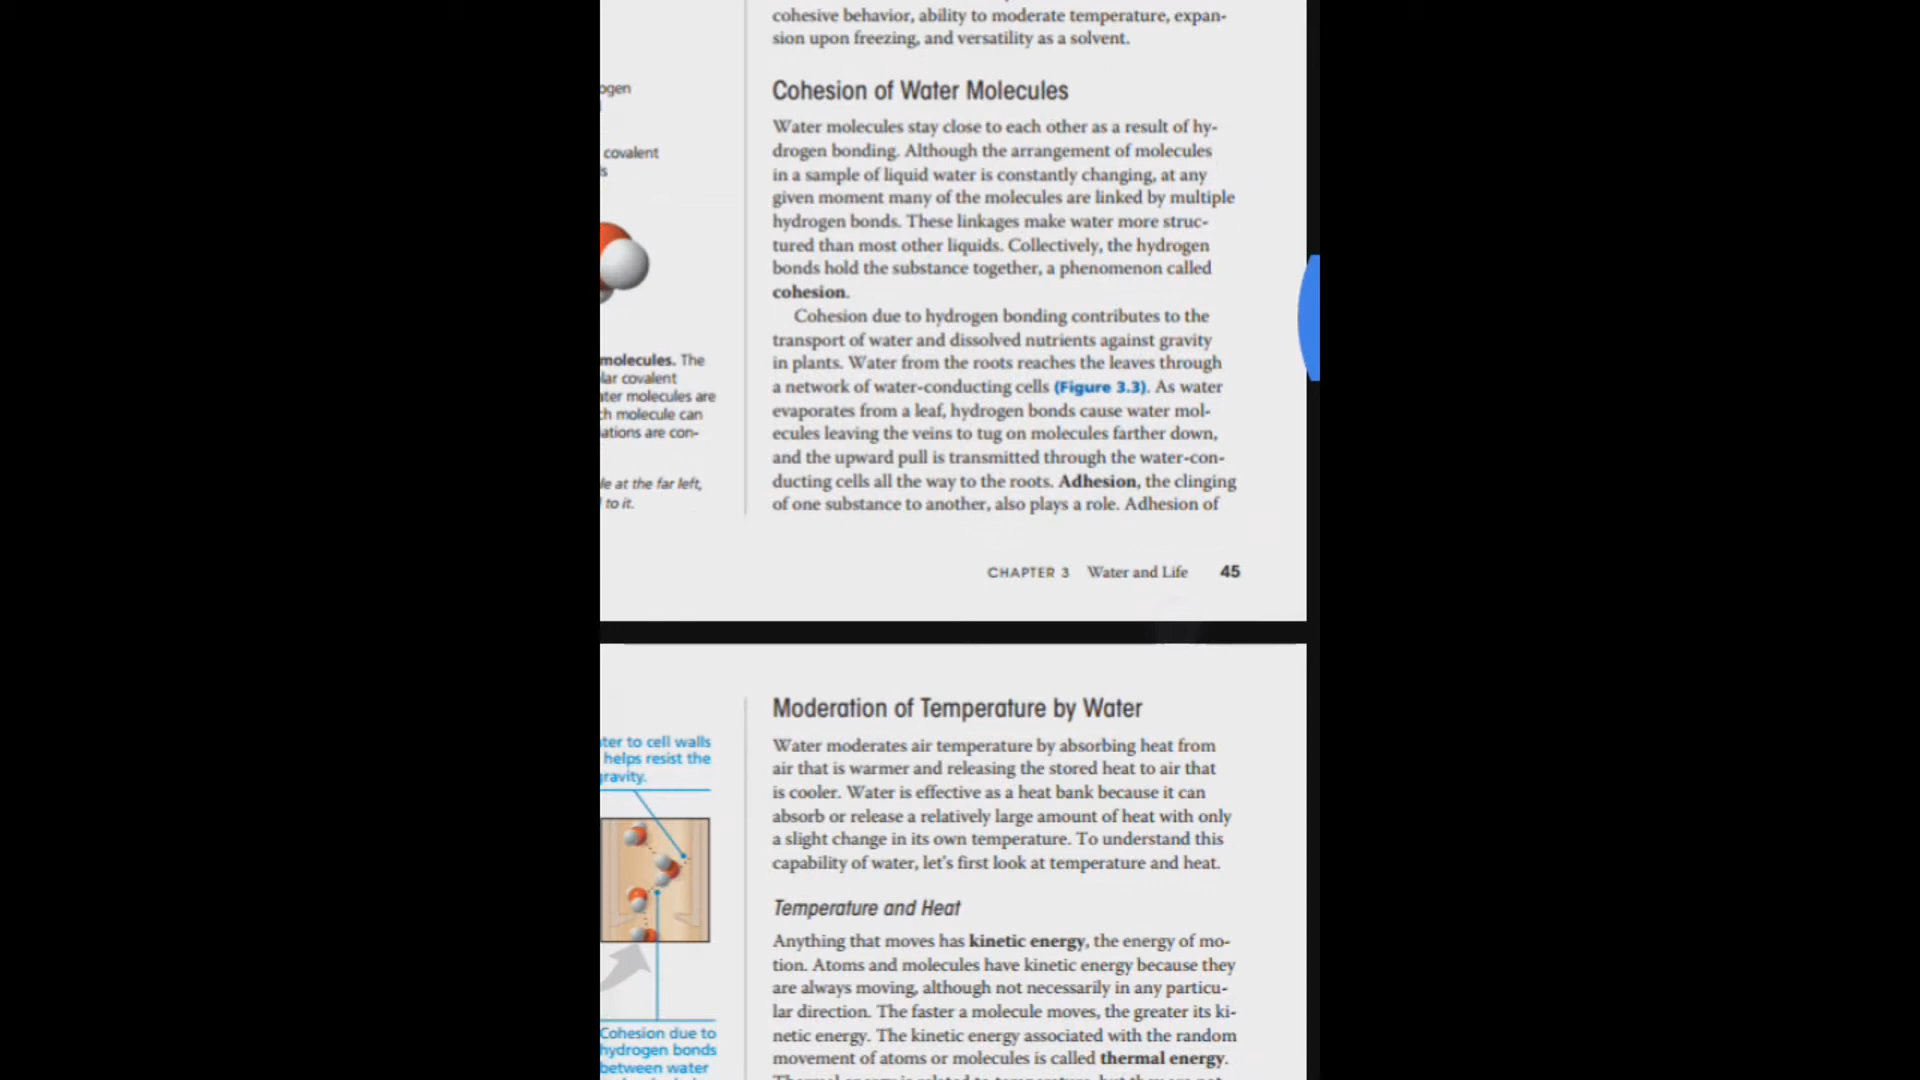 cohesive behavior, ability to moderate temperature, expan-
sion upon freezing, and versatility as a solvent.
Cohesion of Water Molecules
Water molecules stay close to each other as a result of hy-
drogen bonding. Although the arrangement of molecules
in a sample of liquid water is constantly changing, at any
given moment many of the molecules are linked by multiple
hydrogen bonds. These linkages make water more struc-
tured than most other liquids. Collectively, the hydrogen
bonds hold the substance together, a phenomenon called
cohesion.
Cohesion due to hydrogen bonding contributes to the
transport of water and dissolved nutrients against gravity
in plants. Water from the roots reaches the leaves through
a network of water-conducting cells (Figure 3.3). As water
evaporates from a leaf, hydrogen bonds cause water mol-
ecules leaving the veins to tug on molecules farther down,
and the upward pull is transmitted through the water-con-
ducting cells all the way to the roots. Adhesion, the clinging
of one substance to another, also plays a role. Adhesion of
ogen
covalent
s
molecules. The
lar covalent
ter molecules are
h molecule can
ations are con-
le at the far left,
to it.
CHAPTER 3 Water and Life 45
ter to cell walls
helps resist the
gravity.
Cohesion due to
hydrogen bonds
between water
Moderation of Temperature by Water
Water moderates air temperature by absorbing heat from
air that is warmer and releasing the stored heat to air that
is cooler. Water is effective as a heat bank because it can
absorb or release a relatively large amount of heat with only
a slight change in its own temperature. To understand this
capability of water, let's first look at temperature and heat.
Temperature and Heat
Anything that moves has kinetic energy, the energy of mo-
tion. Atoms and molecules have kinetic energy because they
are always moving, although not necessarily in any particu-
lar direction. The faster a molecule moves, the greater its ki-
netic energy. The kinetic energy associated with the random
movement of atoms or molecules is called thermal energy.